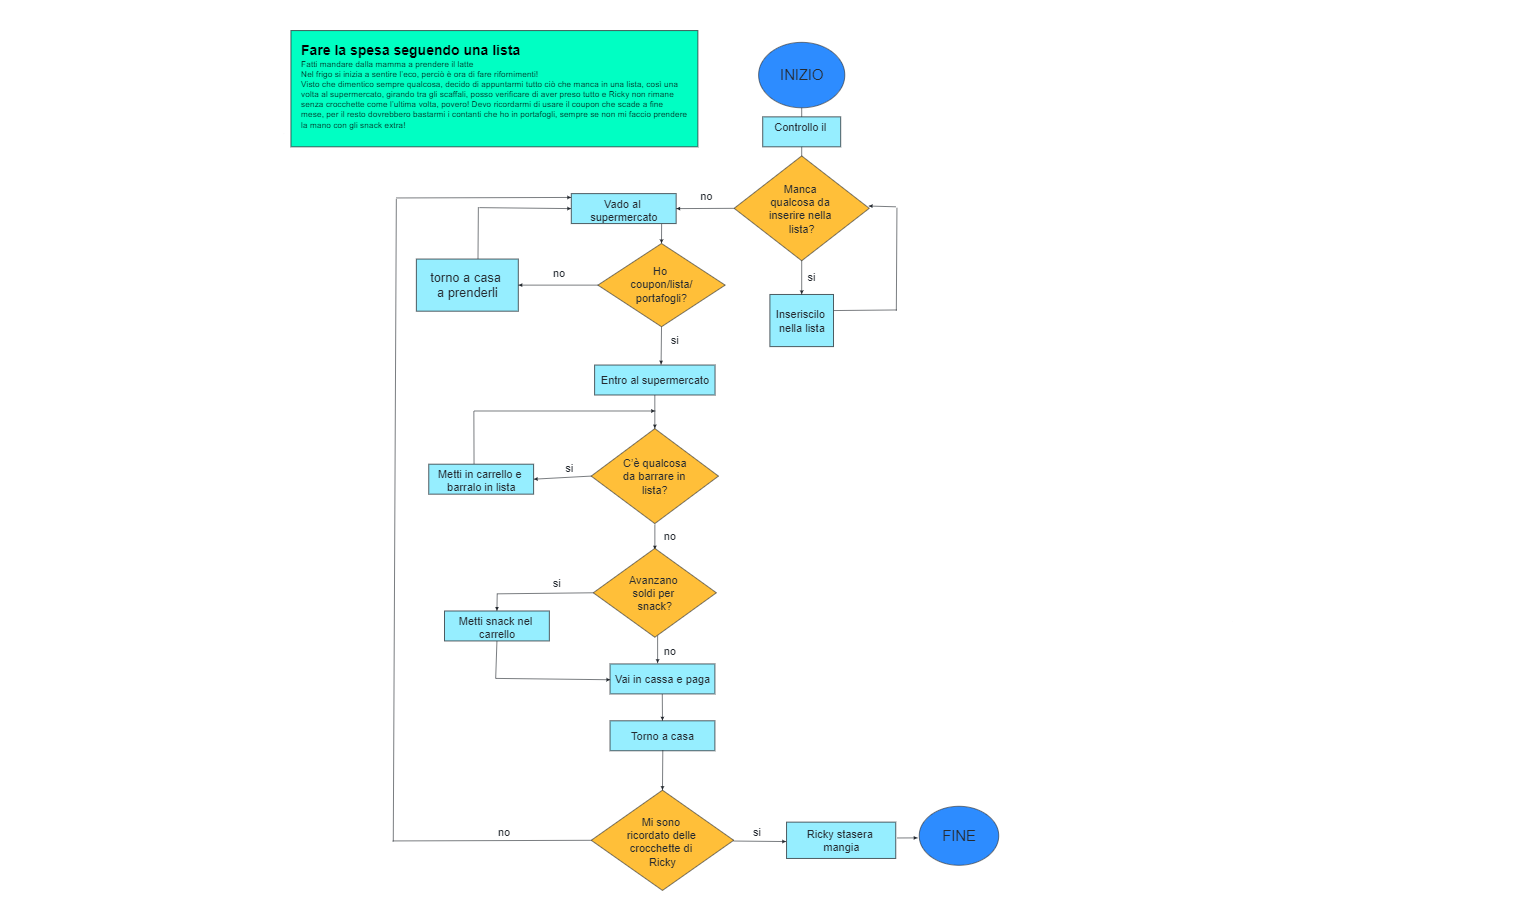 Fare la spesa seguendo una lista
Fatti mandare dalla mamma a prendere il latte
Nel frigo si inizia a sentire l'eco, perciò è ora di fare rifornimenti!
Visto che dimentico sempre qualcosa, decido di appuntarmi tutto ciò che manca in una lista, così una
volta al supermercato, girando tra gli scaffali, posso verificare di aver preso tutto e Ricky non rimane
senza crocchette come l'ultima volta, povero! Devo ricordarmi di usare il coupon che scade a fine
mese, per il resto dovrebbero bastarmi i contanti che ho in portafogli, sempre se non mi faccio prendere
la mano con gli snack extra!
INIZIO
Controllo il
Manca
qualcosa da
inserire nella
lista?
no
si
Inseriscilo
nella lista
Vado al
supermercato
Ho
coupon/lista/
portafogli?
no
torno a casa
a prenderli
si
Entro al supermercato
C'è qualcosa
da barrare in
lista?
si
Metti in carrello e
barralo in lista
no
Avanzano
soldi per
snack?
si
Metti snack nel
carrello
no
Vai in cassa e paga
Torno a casa
Mi sono
ricordato delle
crocchette di
Ricky
no
si
Ricky stasera
mangia
FINE